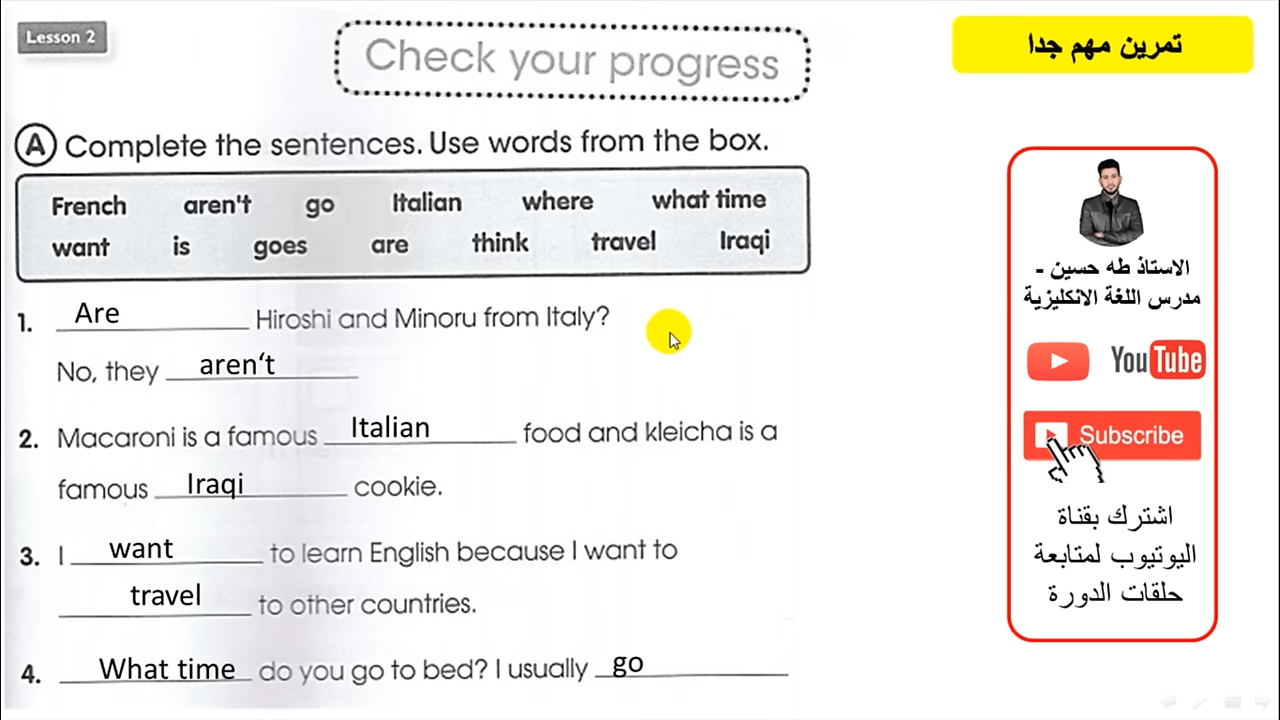 Lesson 2
Check your progress
تمرين مهم جدا
A Complete the sentences. Use words from the box.
French aren't go Italian where what time
want is goes are think travel Iraqi
1. Are Hiroshi and Minoru from Italy?
No, they aren‘t
2. Macaroni is a famous Italian food and kleicha is a
famous Iraqi cookie.
3. I want to learn English because I want to
travel to other countries.
4. What time do you go to bed? I usually go
الاستاذ طه حسين -
مدرس اللغة الانكليزية
YouTube
Subscribe
اشترك بقناة
اليوتيوب لمتابعة
حلقات الدورة